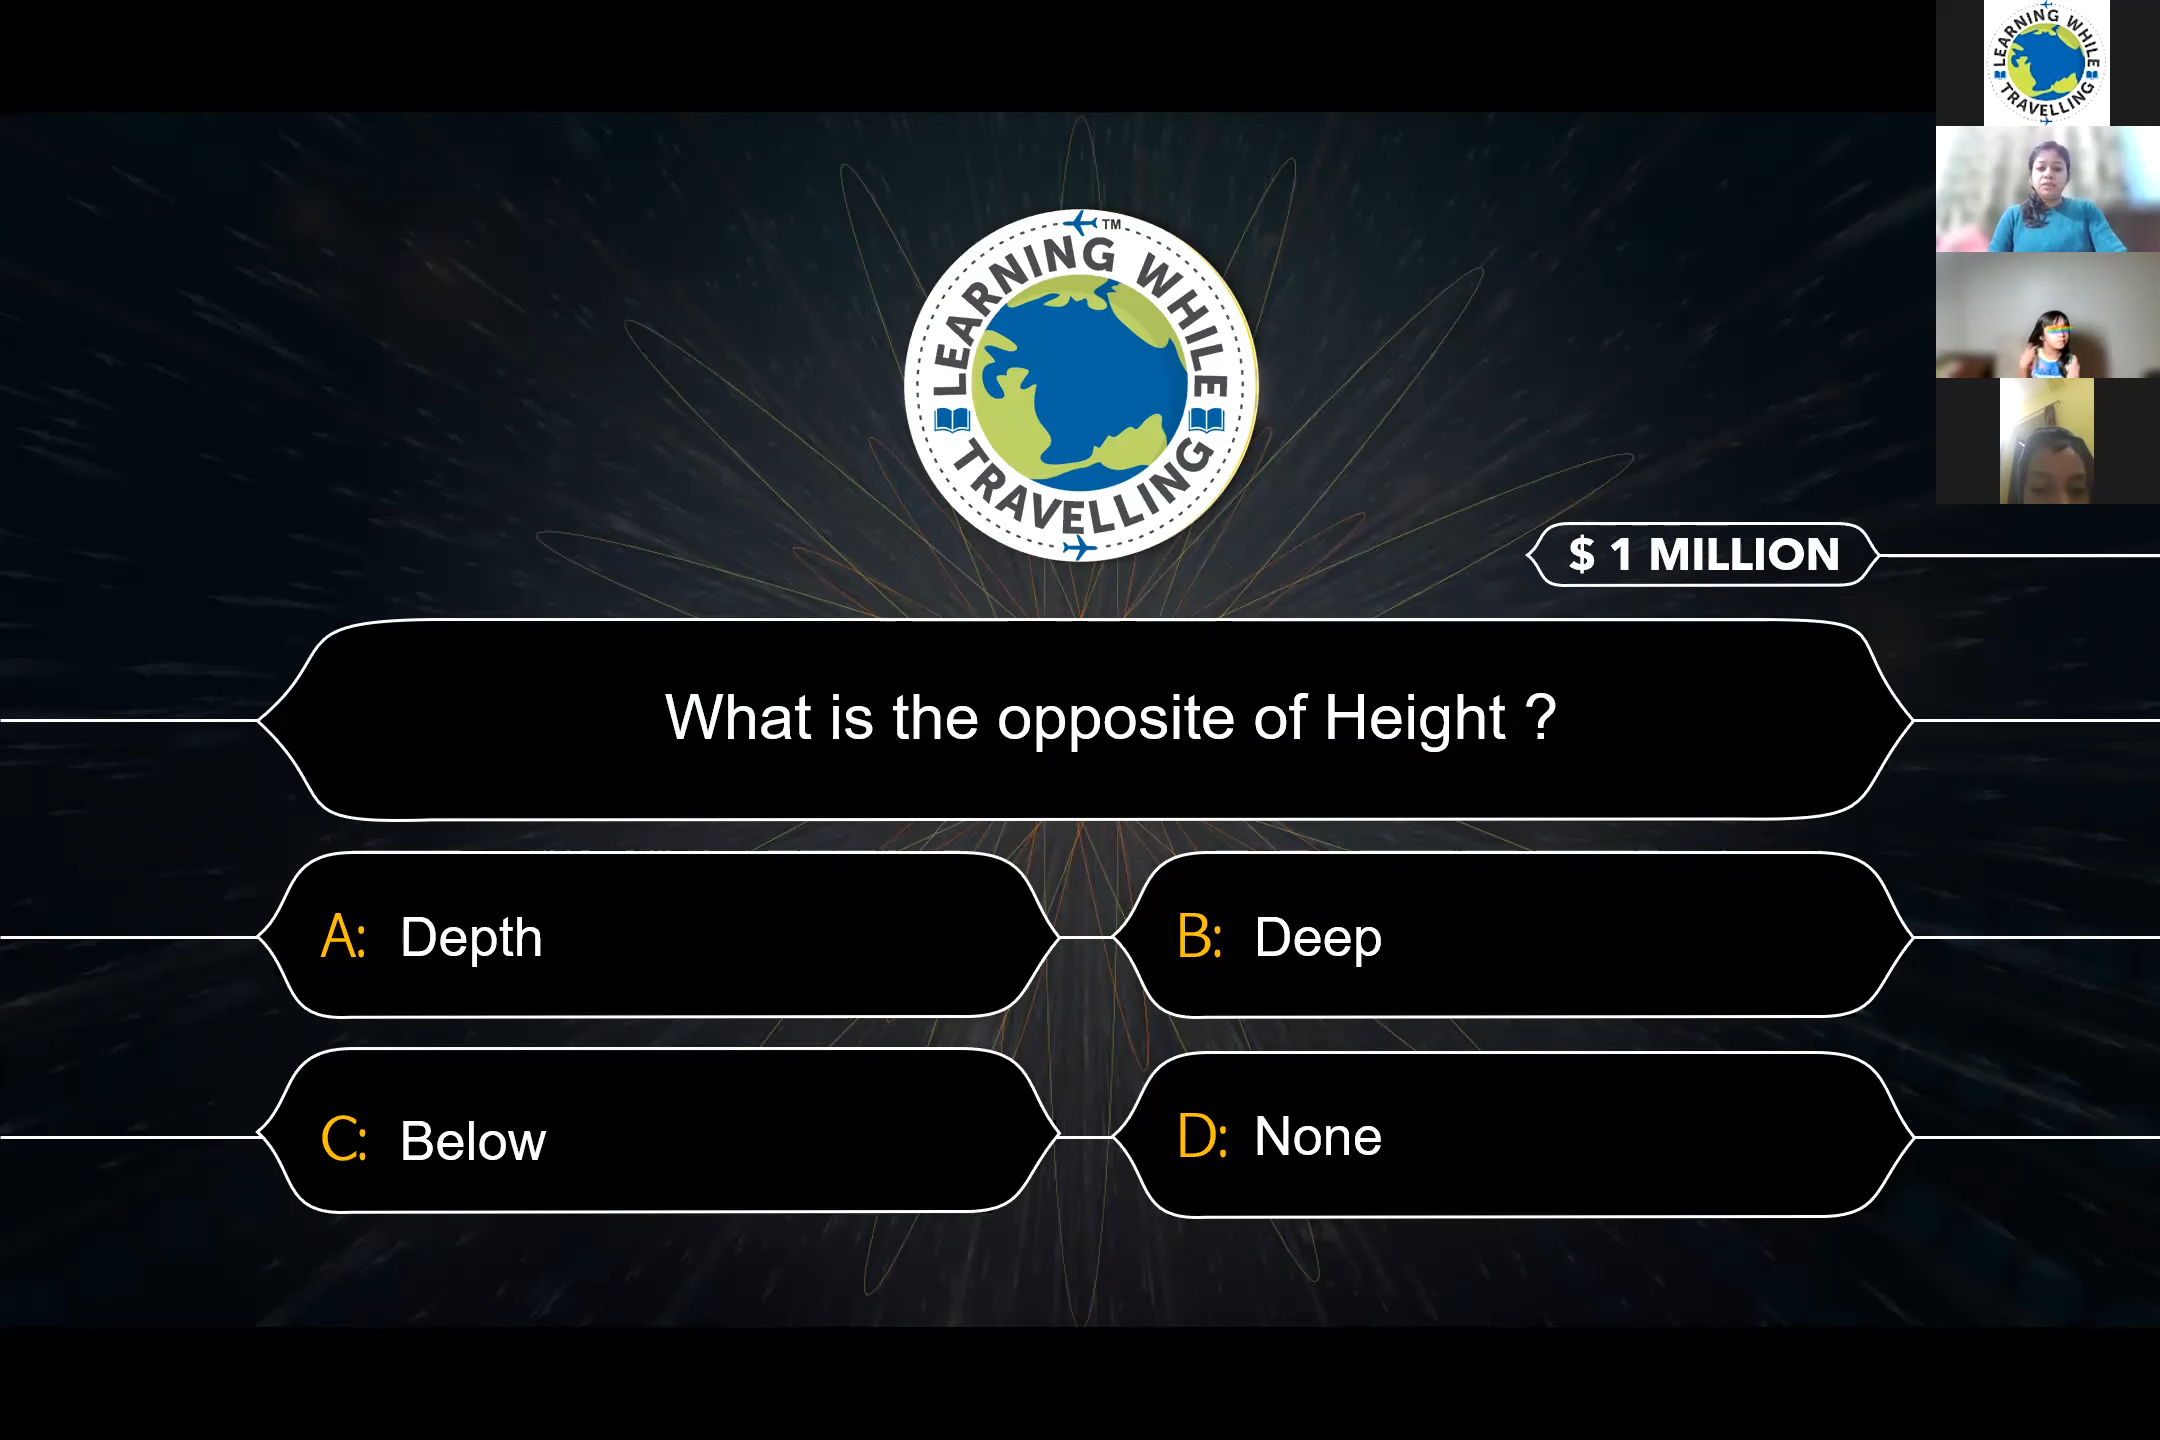 LEARNING WHILE
TRAVELLING
TM
LEARNING WHILE
TRAVELLING
$ 1 MILLION
What is the opposite of Height ?
A: Depth
B: Deep
C: Below
D: None